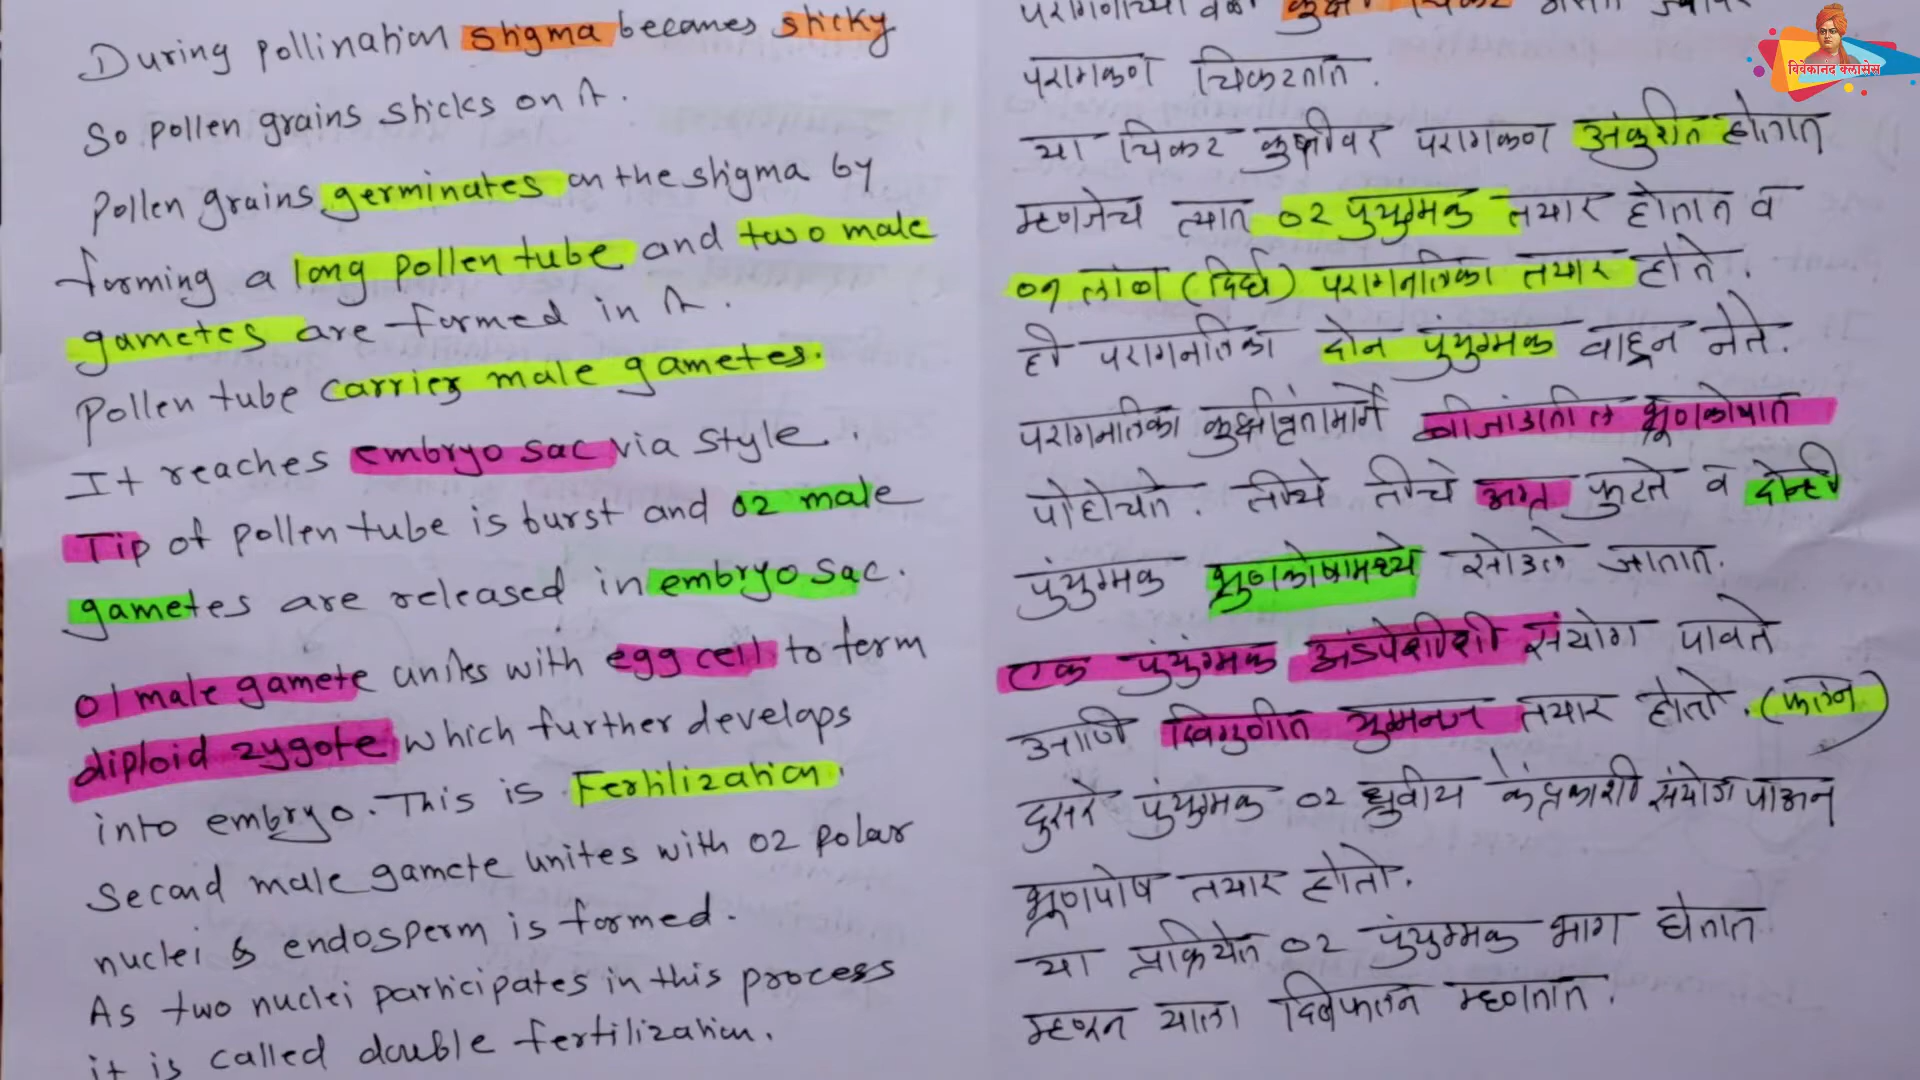 During pollination stigma becomes sticky
So pollen grains sticks on it.
Pollen grains germinates on the stigma by
forming a long pollen tube and two male
gametes are formed in it.
Pollen tube carries male gametes.
It reaches embryo sac via style.
Tip of pollen tube is burst and 02 male
gametes are released in embryo sac.
01 male gamete unites with egg cell to form
diploid zygote which further develops
into embryo. This is Fertilization.
Second male gamete unites with 02 polar
nuclei & endosperm is formed.
As two nuclei participates in this process
it is called double fertilization.
परागकण चिकटतात.
या चिकट कुक्षीवर परागकण अंकुरीत होतात
म्हणजेच त्यात 02 पुंयुग्मक तयार होतात व
01 लांब (दिर्घ) परागनलिका तयार होते.
ही परागनलिका दोन पुंयुग्मक वाहून नेते.
परागनलिका कुक्षीवृंतामार्गे बीजांडातील भ्रूणकोषात
पोहोचते. तीथे तीचे अग्र फुटते व दोन्ही
पुंयुग्मक भ्रुणकोषामध्ये सोडले जातात.
एक पुंयुग्मक अंडपेशीशी संयोग पावते
आणि द्विगुणीत युग्मनज तयार होतो. (फलन)
दुसरे पुंयुग्मक 02 ध्रुवीय केंद्रकाशी संयोग पाऊन
भ्रूणपोष तयार होतो.
या प्रक्रियेत 02 पुंयुग्मक भाग घेतात
म्हणून याला द्विफलन म्हणतात.
विवेकानंद क्लासेस